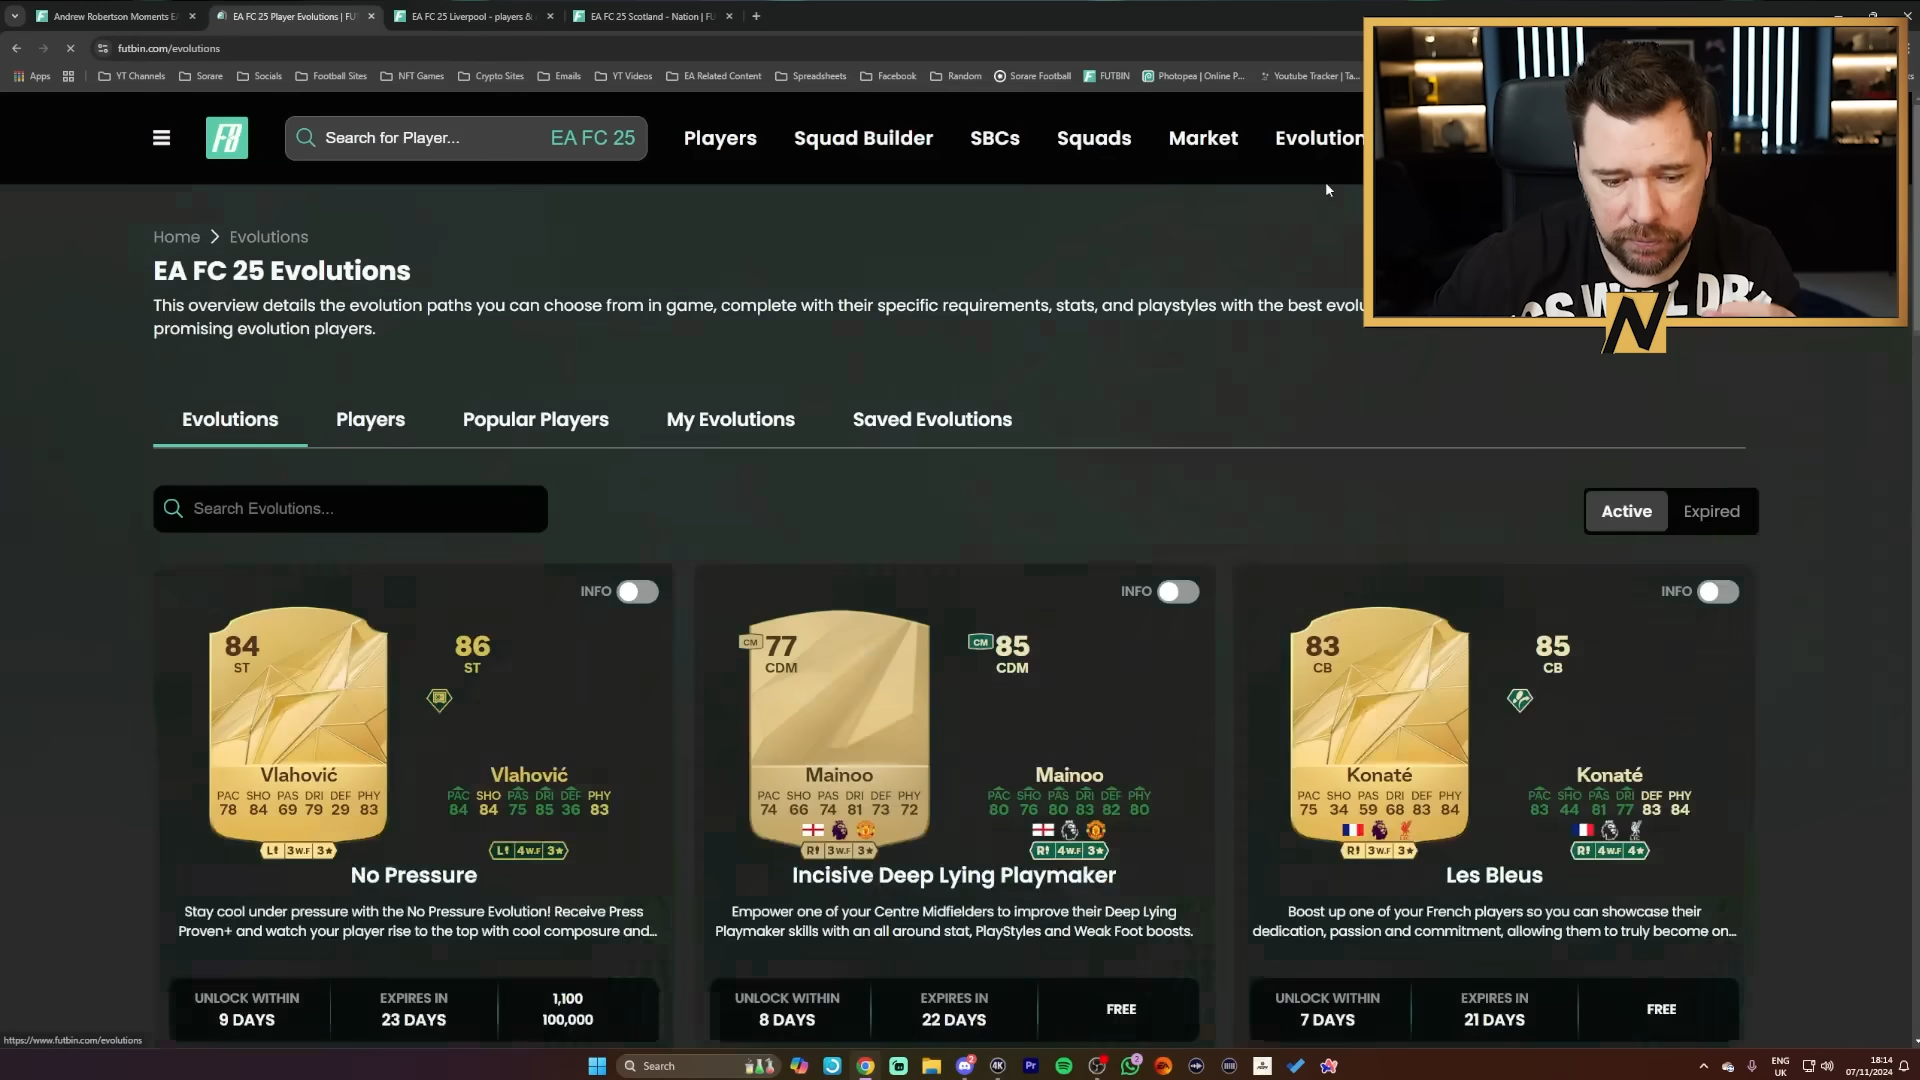 Andrew Robertson Moments EA
EA FC 25 Player Evolutions | FUT
EA FC 25 Liverpool - players &
EA FC 25 Scotland - Nation | FU
futbin.com/evolutions
Apps YT Channels Sorare Socials Football Sites NFT Games Crypto Sites Emails YT Videos EA Related Content Spreadsheets Facebook Random Sorare Football FUTBIN Photopea | Online P... Youtube Tracker | Ta...
Search for Player... EA FC 25 Players Squad Builder SBCs Squads Market Evolution
Home > Evolutions
EA FC 25 Evolutions
This overview details the evolution paths you can choose from in game, complete with their specific requirements, stats, and playstyles with the best evolu
promising evolution players.
Evolutions Players Popular Players My Evolutions Saved Evolutions
Search Evolutions...
Active Expired
INFO
84
ST
86
ST
Vlahović
PAC SHO PAS DRI DEF PHY
78 84 69 79 29 83
L 3W.F 3★
Vlahović
PAC SHO PAS DRI DEF PHY
84 84 75 85 36 83
L 4W.F 3★
No Pressure
Stay cool under pressure with the No Pressure Evolution! Receive Press
Proven+ and watch your player rise to the top with cool composure and...
UNLOCK WITHIN
9 DAYS
EXPIRES IN
23 DAYS
1,100
100,000
INFO
CM 77
CDM
CM 85
CDM
Mainoo
PAC SHO PAS DRI DEF PHY
74 66 74 81 73 72
R 3W.F 3★
Mainoo
PAC SHO PAS DRI DEF PHY
80 76 80 83 82 80
R 4W.F 3★
Incisive Deep Lying Playmaker
Empower one of your Centre Midfielders to improve their Deep Lying
Playmaker skills with an all around stat, PlayStyles and Weak Foot boosts.
UNLOCK WITHIN
8 DAYS
EXPIRES IN
22 DAYS
FREE
INFO
83
CB
85
CB
Konaté
PAC SHO PAS DRI DEF PHY
75 34 59 68 83 84
R 3W.F 3★
Konaté
PAC SHO PAS DRI DEF PHY
83 44 81 77 83 84
R 4W.F 4★
Les Bleus
Boost up one of your French players so you can showcase their
dedication, passion and commitment, allowing them to truly become on...
UNLOCK WITHIN
7 DAYS
EXPIRES IN
21 DAYS
FREE
https://www.futbin.com/evolutions
Search
ENG
UK
18:14
07/11/2024